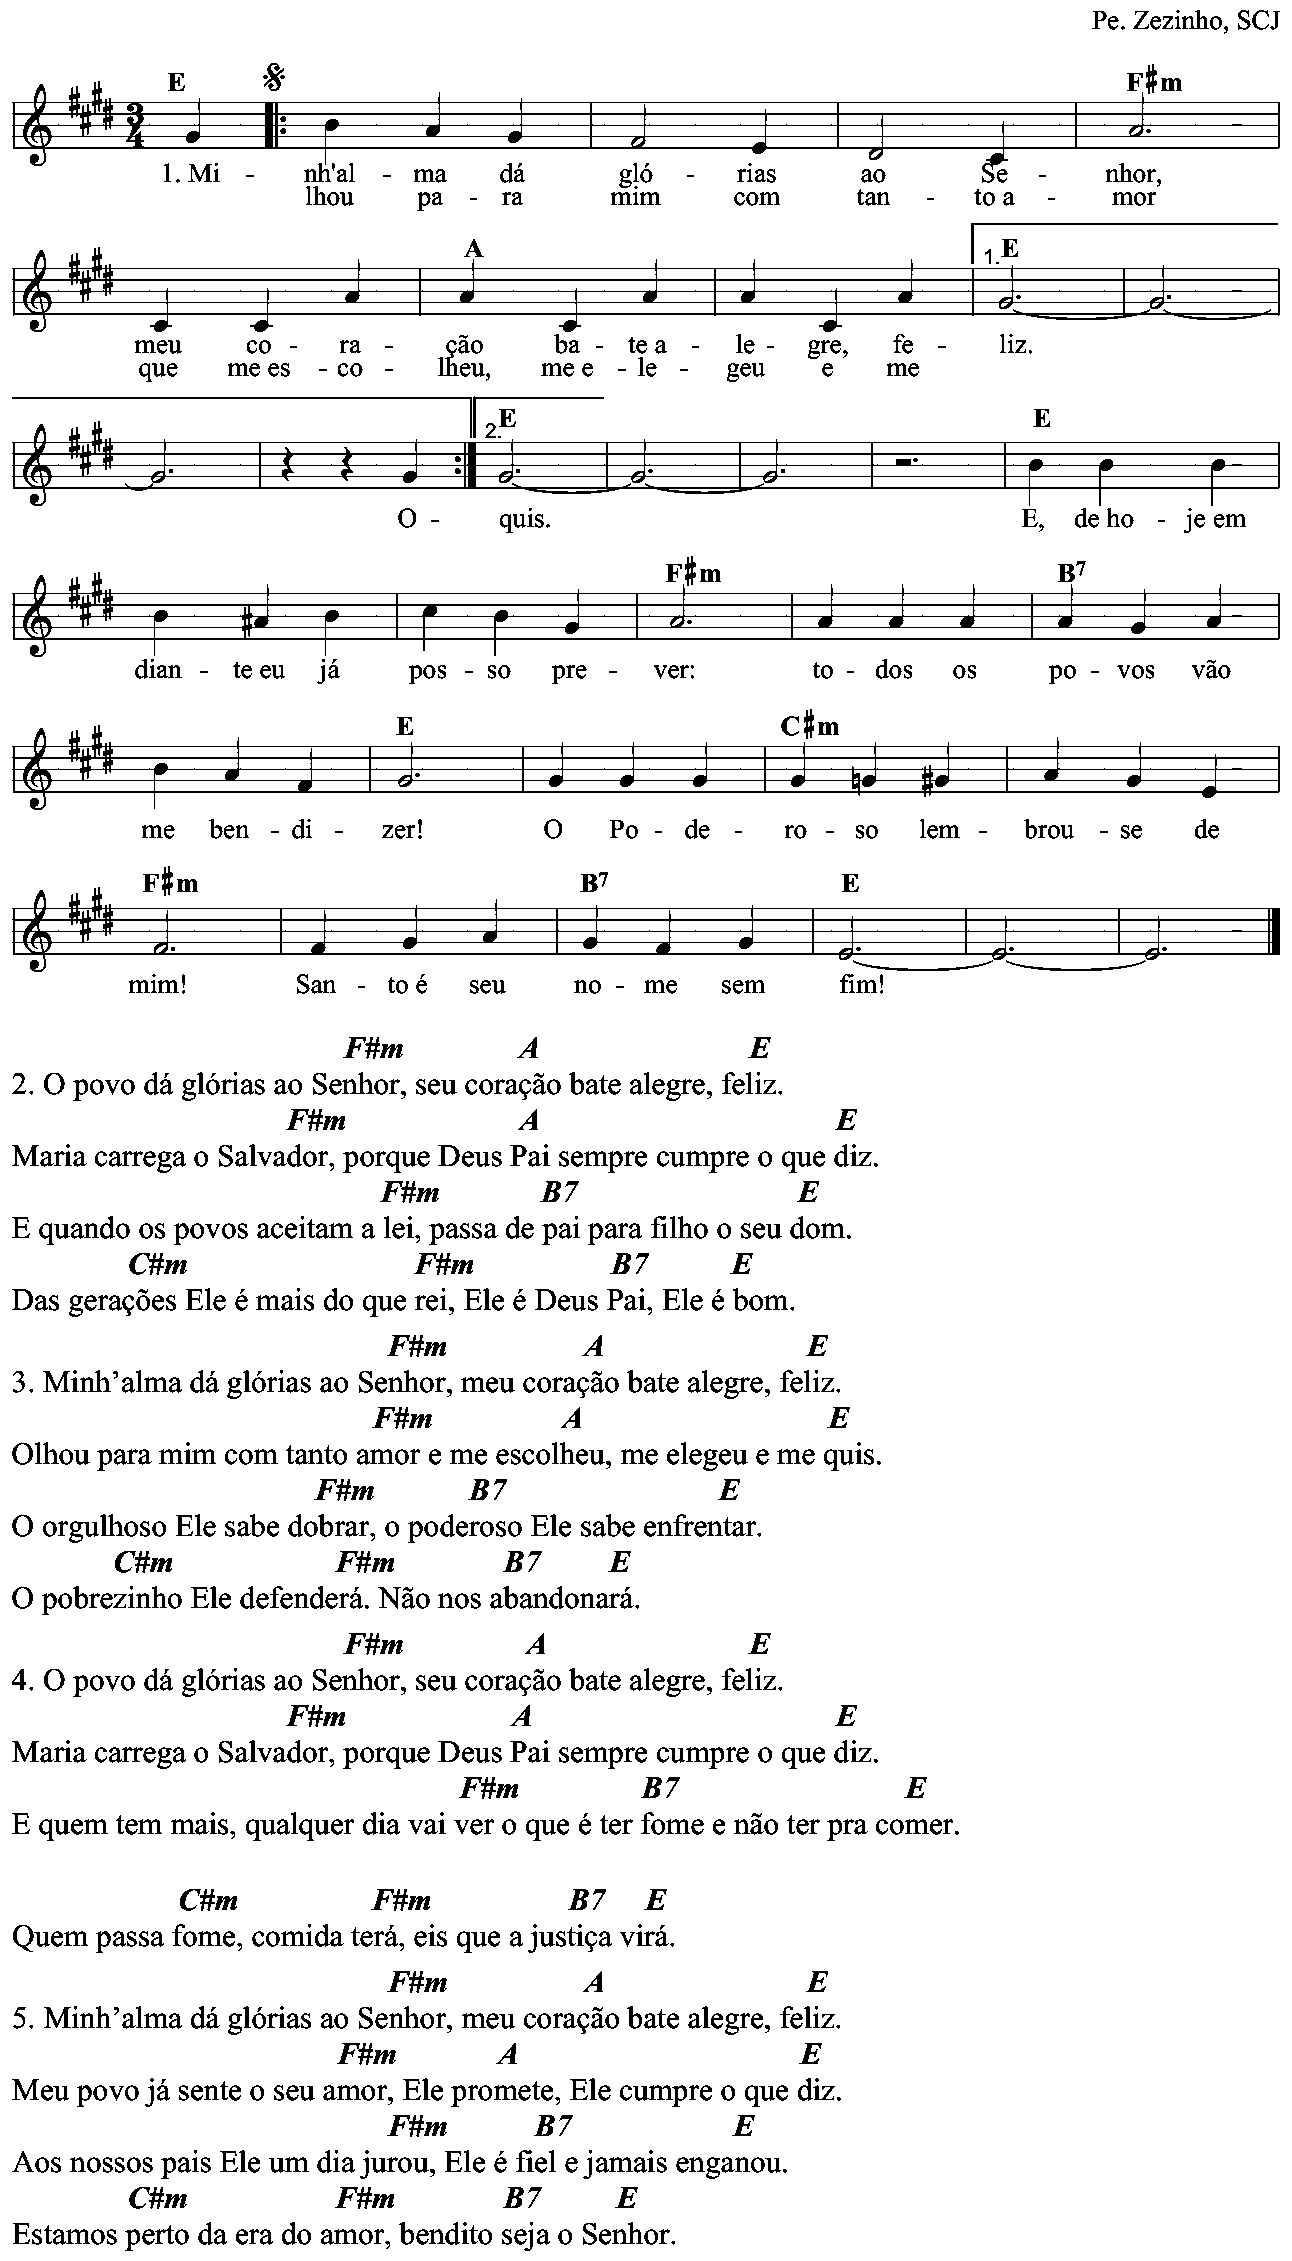 Pe. Zezinho, SCJ
E F#m
1. Mi - nh'al - ma dá gló - rias ao Se - nhor,
lhou pa - ra mim com tan - to a - mor
A 1. E
meu co - ra - ção ba - te a - le - gre, fe - liz.
que me es - co - lheu, me e - le - geu e me
2. E E
O - quis. E, de ho - je em
F#m B7
dian - te eu já pos - so pre - ver: to - dos os po - vos vão
E C#m
me ben - di - zer! O Po - de - ro - so lem - brou - se de
F#m B7 E
mim! San - to é seu no - me sem fim!
F#m A E
2. O povo dá glórias ao Senhor, seu coração bate alegre, feliz.
F#m A E
Maria carrega o Salvador, porque Deus Pai sempre cumpre o que diz.
F#m B7 E
E quando os povos aceitam a lei, passa de pai para filho o seu dom.
C#m F#m B7 E
Das gerações Ele é mais do que rei, Ele é Deus Pai, Ele é bom.
F#m A E
3. Minh’alma dá glórias ao Senhor, meu coração bate alegre, feliz.
F#m A E
Olhou para mim com tanto amor e me escolheu, me elegeu e me quis.
F#m B7 E
O orgulhoso Ele sabe dobrar, o poderoso Ele sabe enfrentar.
C#m F#m B7 E
O pobrezinho Ele defenderá. Não nos abandonará.
F#m A E
4. O povo dá glórias ao Senhor, seu coração bate alegre, feliz.
F#m A E
Maria carrega o Salvador, porque Deus Pai sempre cumpre o que diz.
F#m B7 E
E quem tem mais, qualquer dia vai ver o que é ter fome e não ter pra comer.
C#m F#m B7 E
Quem passa fome, comida terá, eis que a justiça virá.
F#m A E
5. Minh’alma dá glórias ao Senhor, meu coração bate alegre, feliz.
F#m A E
Meu povo já sente o seu amor, Ele promete, Ele cumpre o que diz.
F#m B7 E
Aos nossos pais Ele um dia jurou, Ele é fiel e jamais enganou.
C#m F#m B7 E
Estamos perto da era do amor, bendito seja o Senhor.